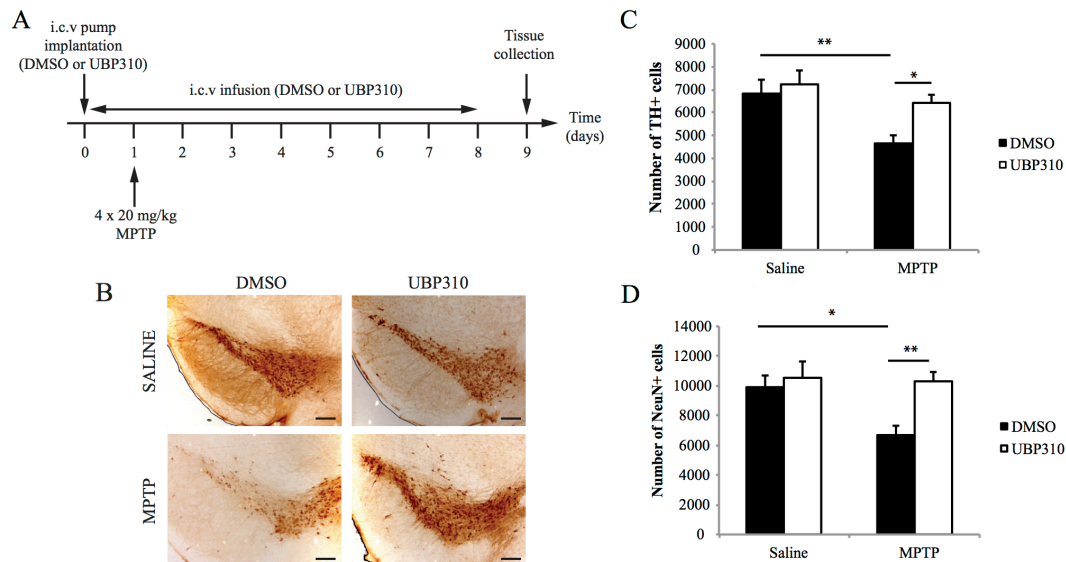 A
i.c.v pump
implantation
(DMSO or UBP310)
Tissue
collection
i.c.v infusion (DMSO or UBP310)
Time
(days)
0 1 2 3 4 5 6 7 8 9
4 x 20 mg/kg
MPTP
B
DMSO UBP310
SALINE
MPTP
C
Number of TH+ cells
9000
8000
7000
6000
5000
4000
3000
2000
1000
0
**
*
Saline MPTP
DMSO
UBP310
D
Number of NeuN+ cells
14000
12000
10000
8000
6000
4000
2000
0
*
**
Saline MPTP
DMSO
UBP310